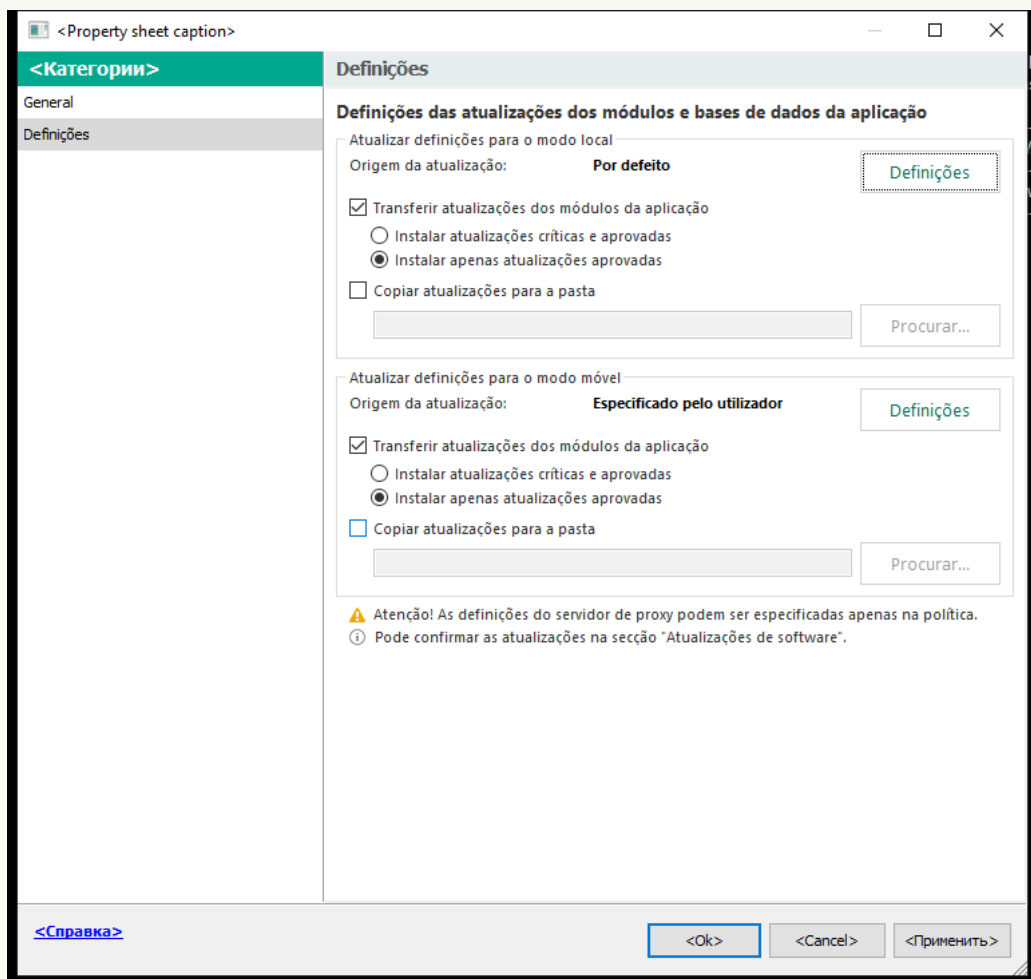 <Property sheet caption>
<Категории>
General
Definições
Definições
Definições das atualizações dos módulos e bases de dados da aplicação
Atualizar definições para o modo local
Origem da atualização: Por defeito
Definições
Transferir atualizações dos módulos da aplicação
Instalar atualizações críticas e aprovadas
Instalar apenas atualizações aprovadas
Copiar atualizações para a pasta
Procurar...
Atualizar definições para o modo móvel
Origem da atualização: Especificado pelo utilizador
Definições
Transferir atualizações dos módulos da aplicação
Instalar atualizações críticas e aprovadas
Instalar apenas atualizações aprovadas
Copiar atualizações para a pasta
Procurar...
Atenção! As definições do servidor de proxy podem ser especificadas apenas na política.
Pode confirmar as atualizações na secção "Atualizações de software".
<Справка>
<Ok> <Cancel> <Применить>